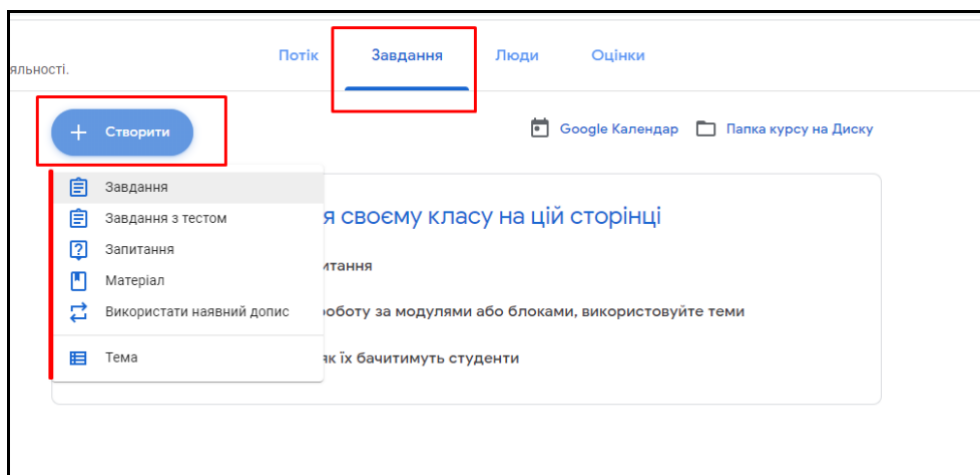 Потік Завдання Люди Оцінки
яльності.
Створити
Google Календар Папка курсу на Диску
Завдання
Завдання з тестом
Запитання
Матеріал
Використати наявний допис
Тема
я своєму класу на цій сторінці
итання
роботу за модулями або блоками, використовуйте теми
як їх бачитимуть студенти